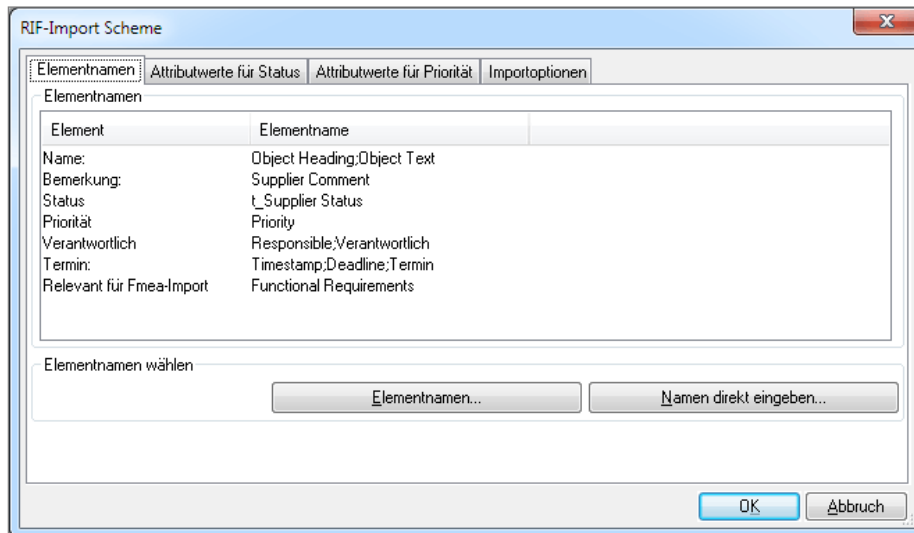 RIF-Import Scheme
Elementnamen Attributwerte für Status Attributwerte für Priorität Importoptionen
Elementnamen
Element Elementname
Name: Object Heading;Object Text
Bemerkung: Supplier Comment
Status t_Supplier Status
Priorität Priority
Verantwortlich Responsible;Verantwortlich
Termin: Timestamp;Deadline;Termin
Relevant für Fmea-Import Functional Requirements
Elementnamen wählen
Elementnamen... Namen direkt eingeben...
OK Abbruch